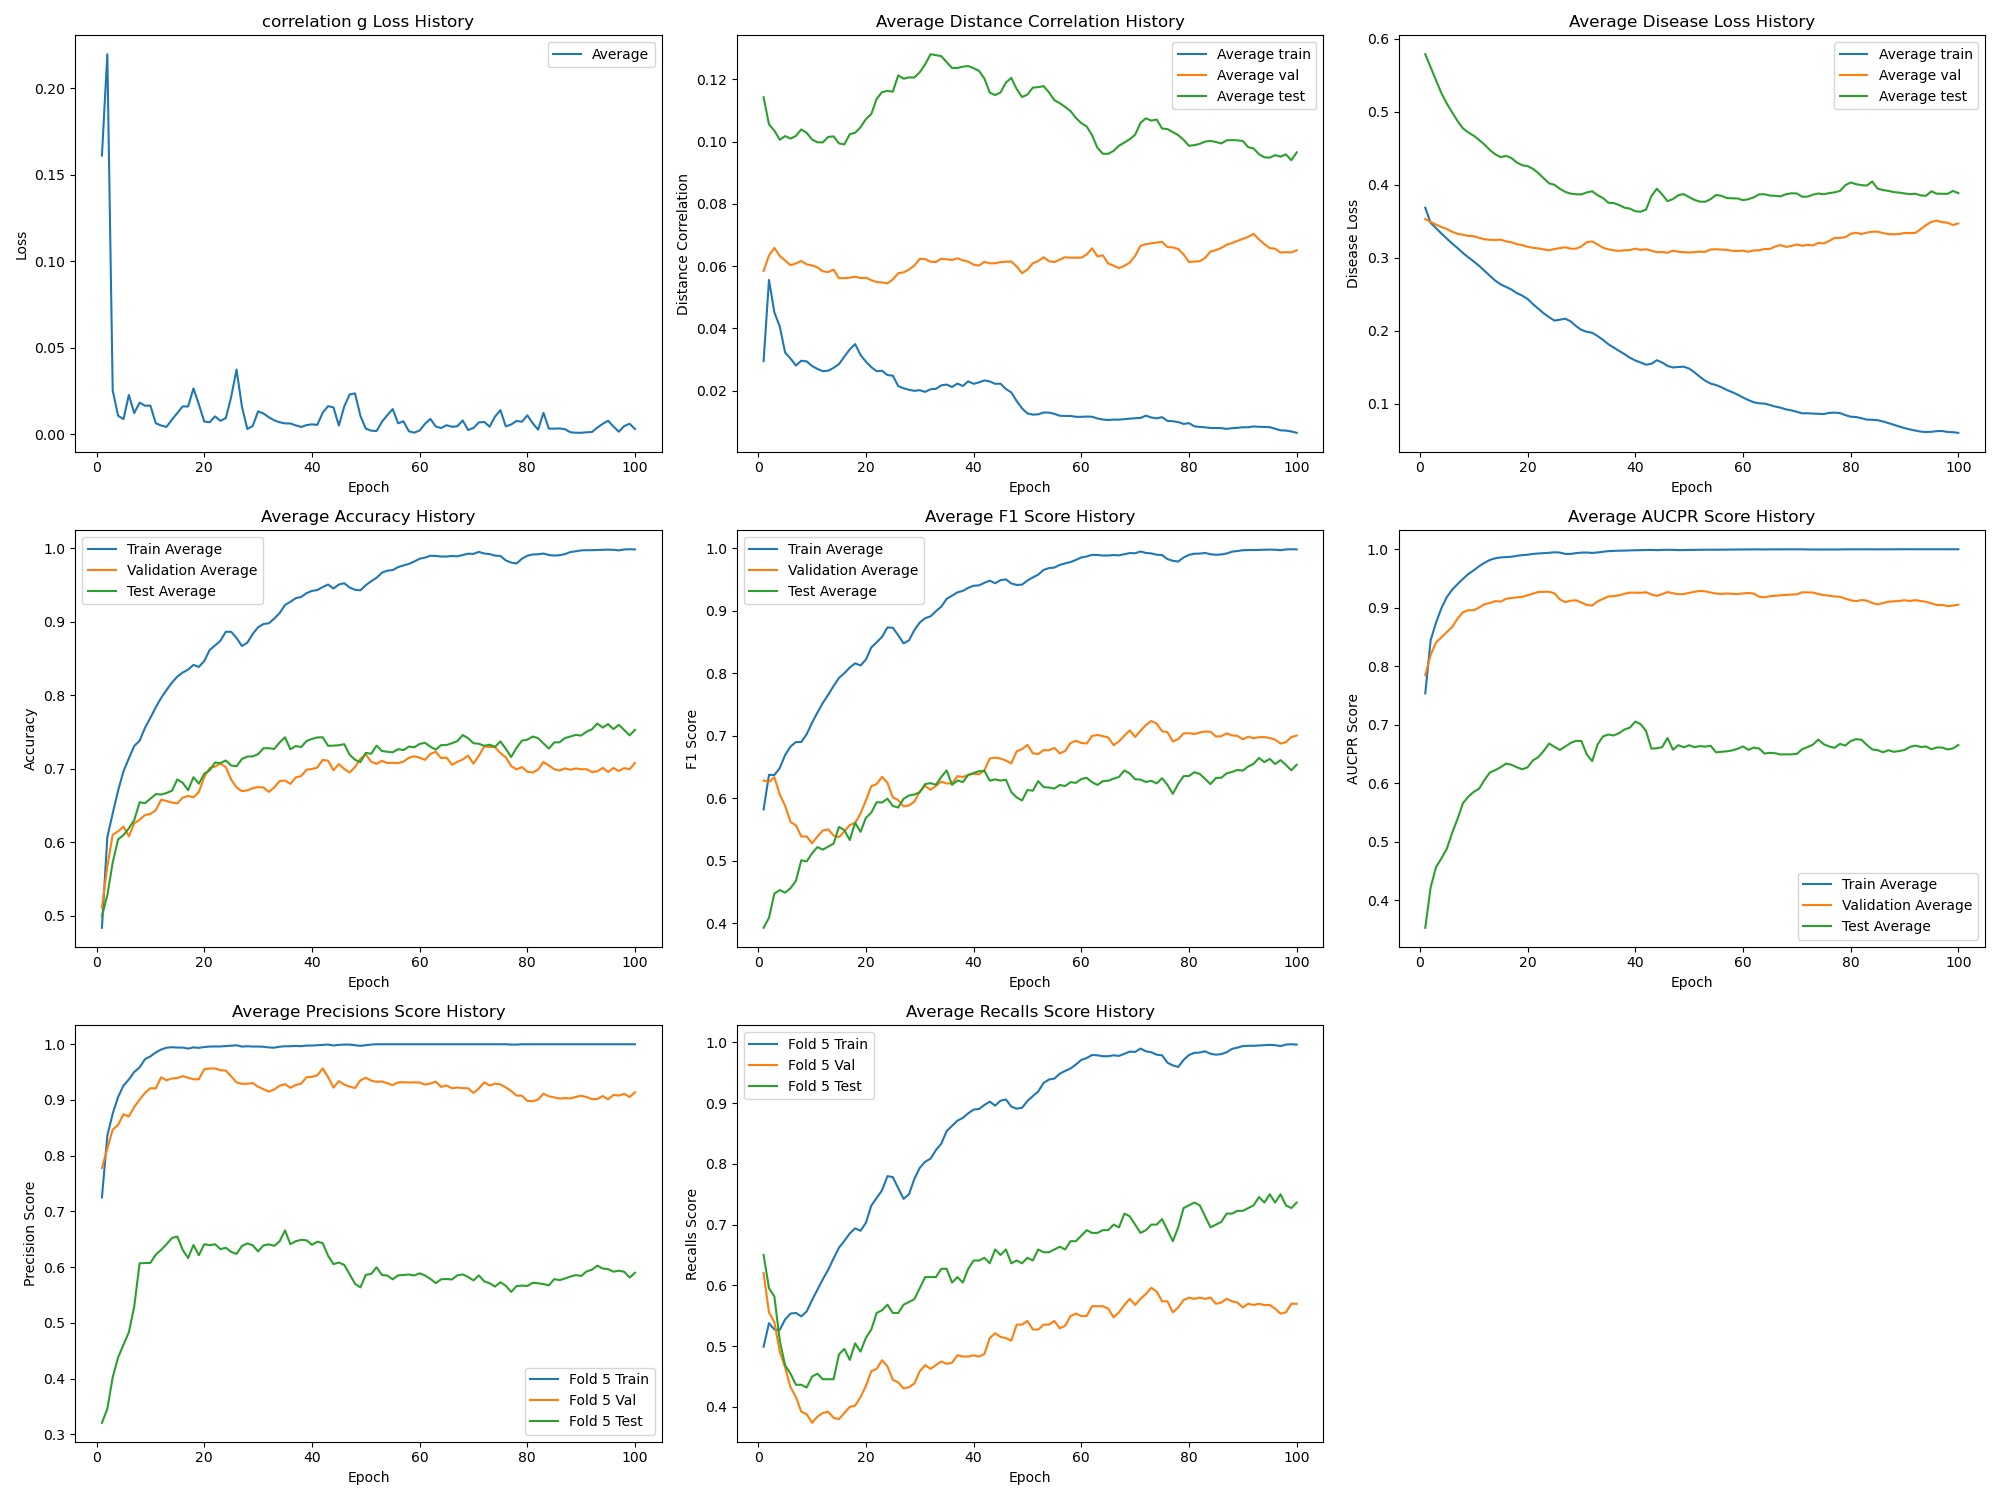 correlation g Loss History
Average
0.20
0.15
0.10
0.05
0.00
Loss
0 20 40 60 80 100
Epoch
Average Distance Correlation History
Average train
Average val
Average test
0.12
0.10
0.08
0.06
0.04
0.02
Distance Correlation
0 20 40 60 80 100
Epoch
Average Disease Loss History
Average train
Average val
Average test
0.6
0.5
0.4
0.3
0.2
0.1
Disease Loss
0 20 40 60 80 100
Epoch
Average Accuracy History
Train Average
Validation Average
Test Average
1.0
0.9
0.8
0.7
0.6
0.5
Accuracy
0 20 40 60 80 100
Epoch
Average F1 Score History
Train Average
Validation Average
Test Average
1.0
0.9
0.8
0.7
0.6
0.5
0.4
F1 Score
0 20 40 60 80 100
Epoch
Average AUCPR Score History
1.0
0.9
0.8
0.7
0.6
0.5
0.4
AUCPR Score
Train Average
Validation Average
Test Average
0 20 40 60 80 100
Epoch
Average Precisions Score History
1.0
0.9
0.8
0.7
0.6
0.5
0.4
0.3
Precision Score
Fold 5 Train
Fold 5 Val
Fold 5 Test
0 20 40 60 80 100
Epoch
Average Recalls Score History
Fold 5 Train
Fold 5 Val
Fold 5 Test
1.0
0.9
0.8
0.7
0.6
0.5
0.4
Recalls Score
0 20 40 60 80 100
Epoch